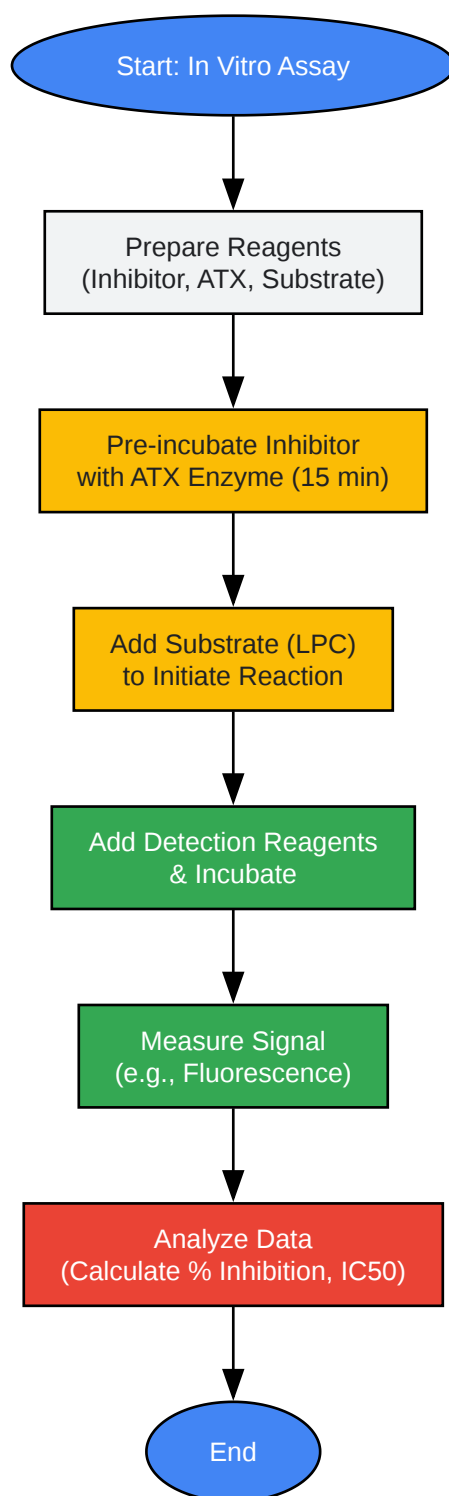 Start: In Vitro Assay
Prepare Reagents
(Inhibitor, ATX, Substrate)
Pre-incubate Inhibitor
with ATX Enzyme (15 min)
Add Substrate (LPC)
to Initiate Reaction
Add Detection Reagents
& Incubate
Measure Signal
(e.g., Fluorescence)
Analyze Data
(Calculate % Inhibition, IC50)
End